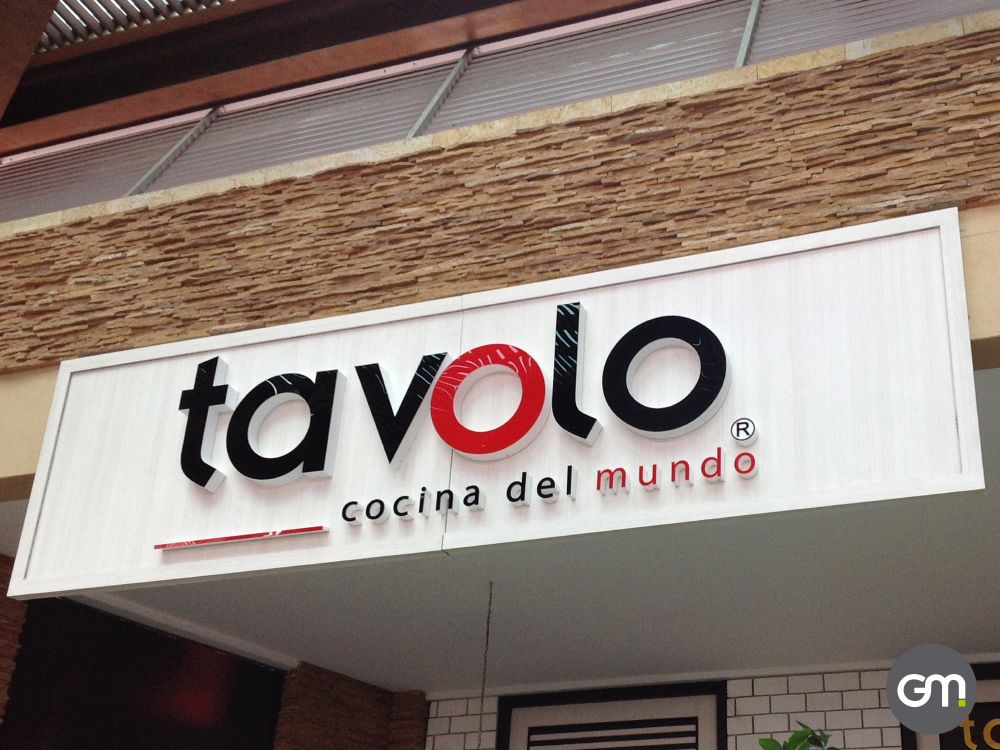 tavolo®
cocina del mundo
GM.